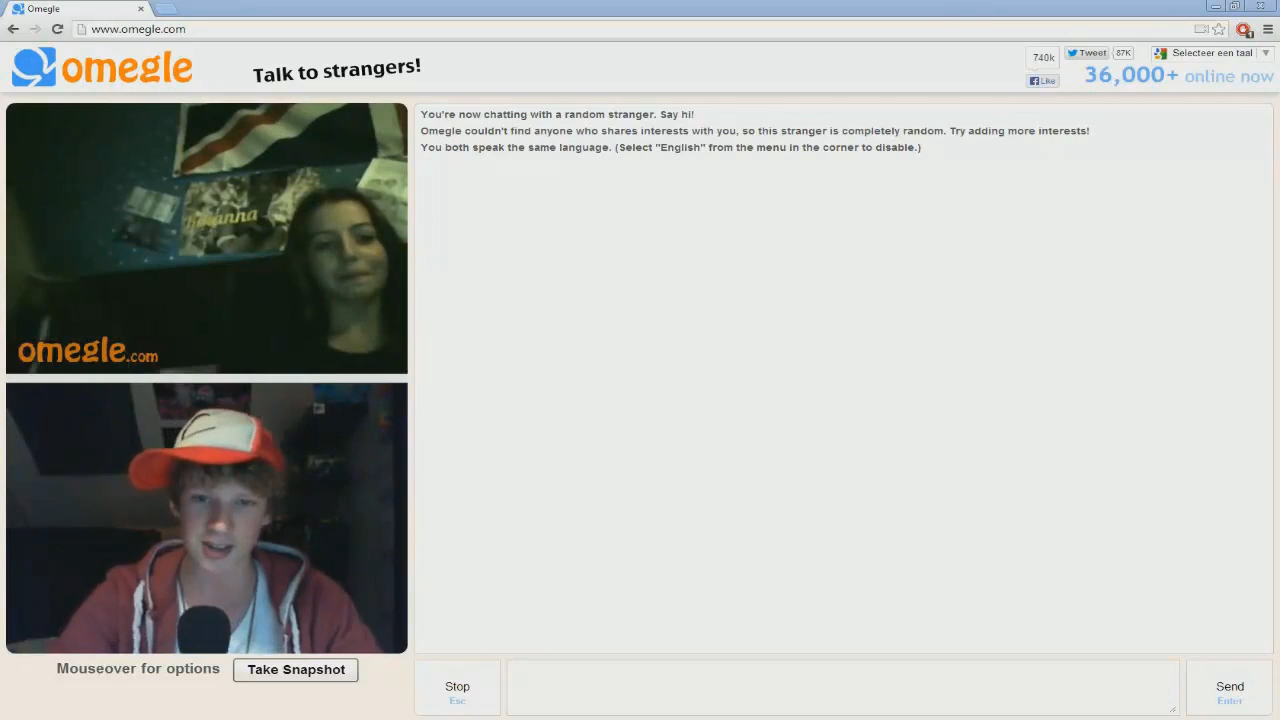 Omegle
www.omegle.com
omegle
Talk to strangers!
740k
Like
Tweet
87K
Selecteer een taal
36,000+ online now
omegle.com
You're now chatting with a random stranger. Say hi!
Omegle couldn't find anyone who shares interests with you, so this stranger is completely random. Try adding more interests!
You both speak the same language. (Select "English" from the menu in the corner to disable.)
Mouseover for options
Take Snapshot
Stop
Esc
Send
Enter